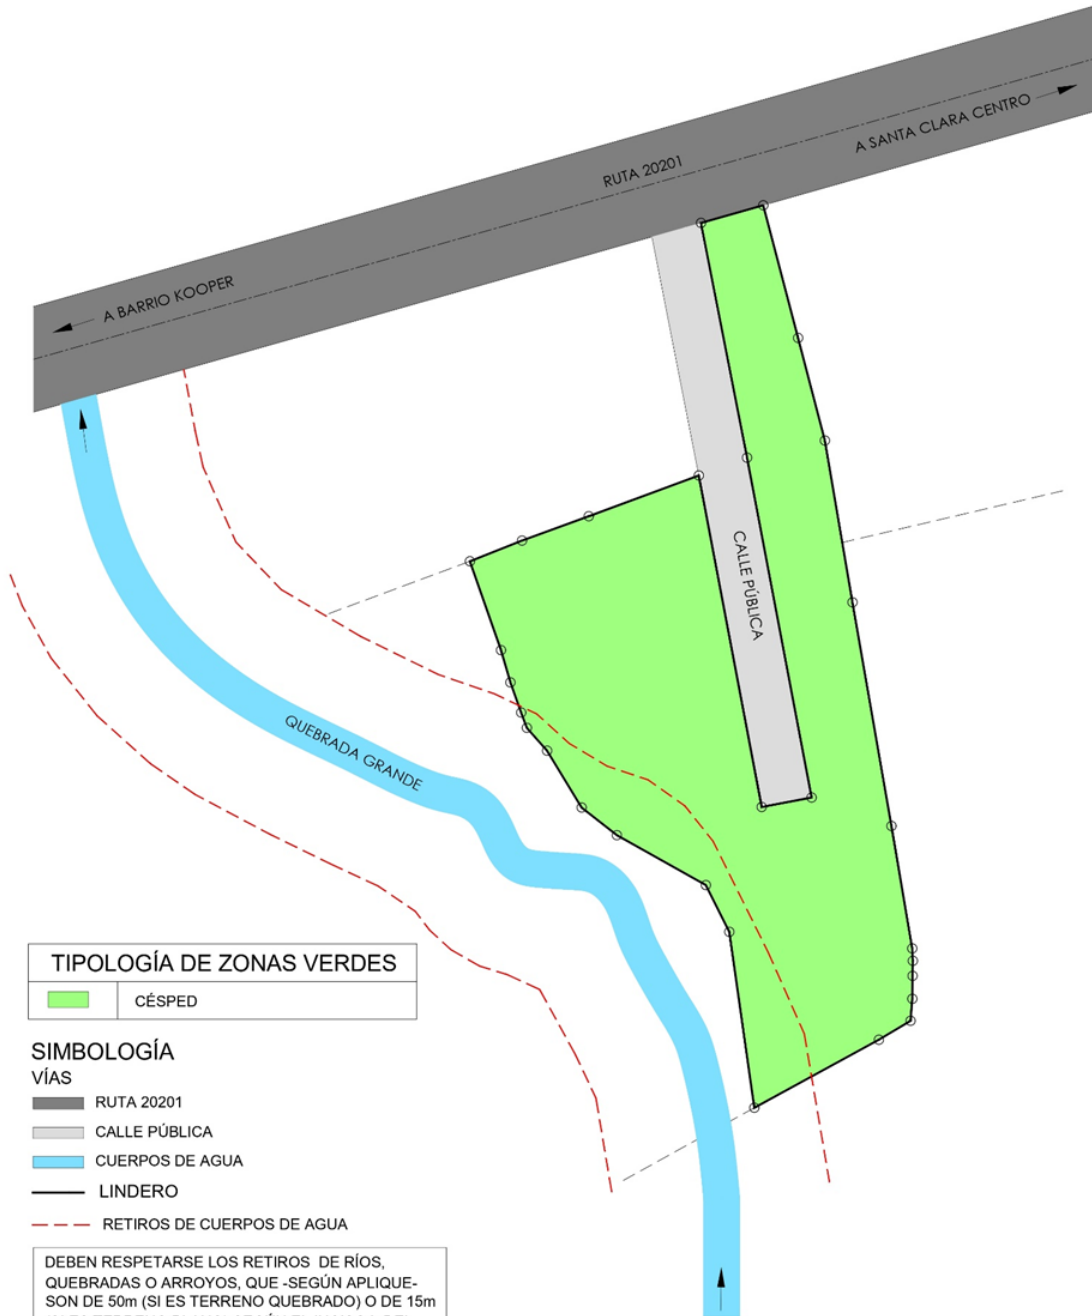 RUTA 20201
A SANTA CLARA CENTRO
A BARRIO KOOPER
CALLE PÚBLICA
QUEBRADA GRANDE
TIPOLOGÍA DE ZONAS VERDES
CÉSPED
SIMBOLOGÍA
VÍAS
RUTA 20201
CALLE PÚBLICA
CUERPOS DE AGUA
LINDERO
RETIROS DE CUERPOS DE AGUA
DEBEN RESPETARSE LOS RETIROS DE RÍOS,
QUEBRADAS O ARROYOS, QUE -SEGÚN APLIQUE-
SON DE 50m (SI ES TERRENO QUEBRADO) O DE 15m